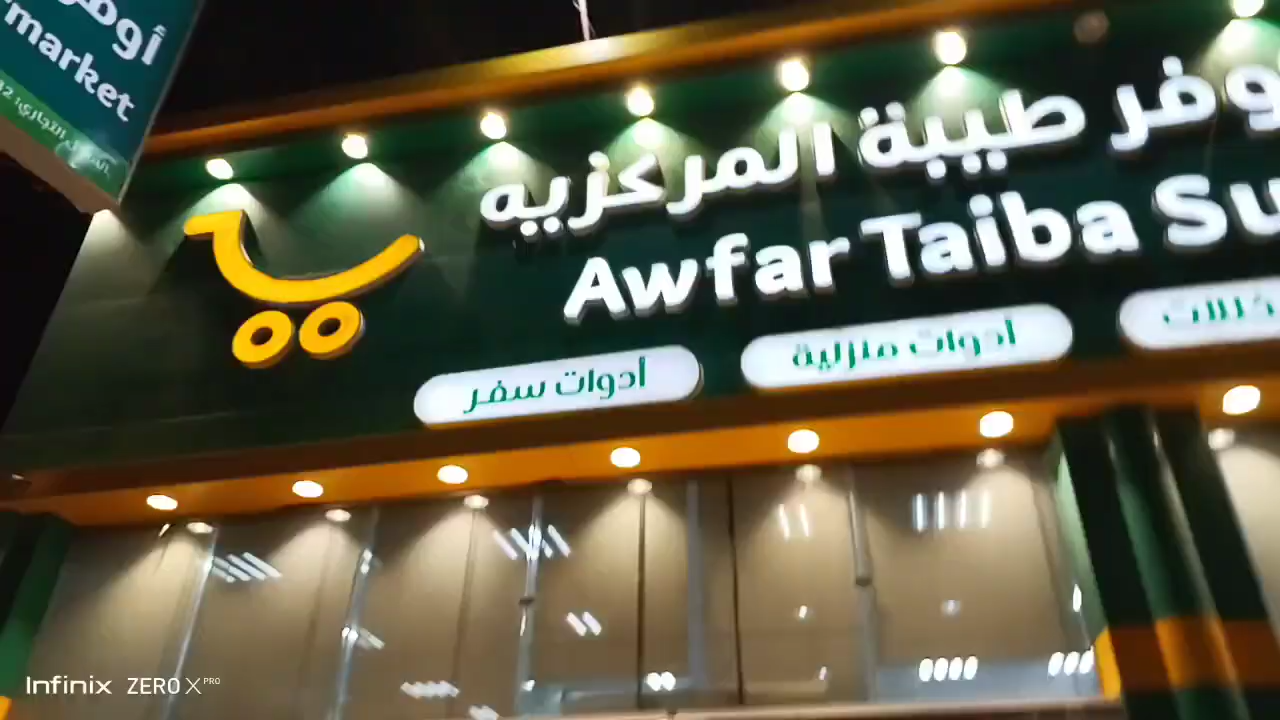 market
وفر طيبة المركزيه
Awfar Taiba Su
أدوات منزلية
أدوات سفر
Infinix ZERO X PRO